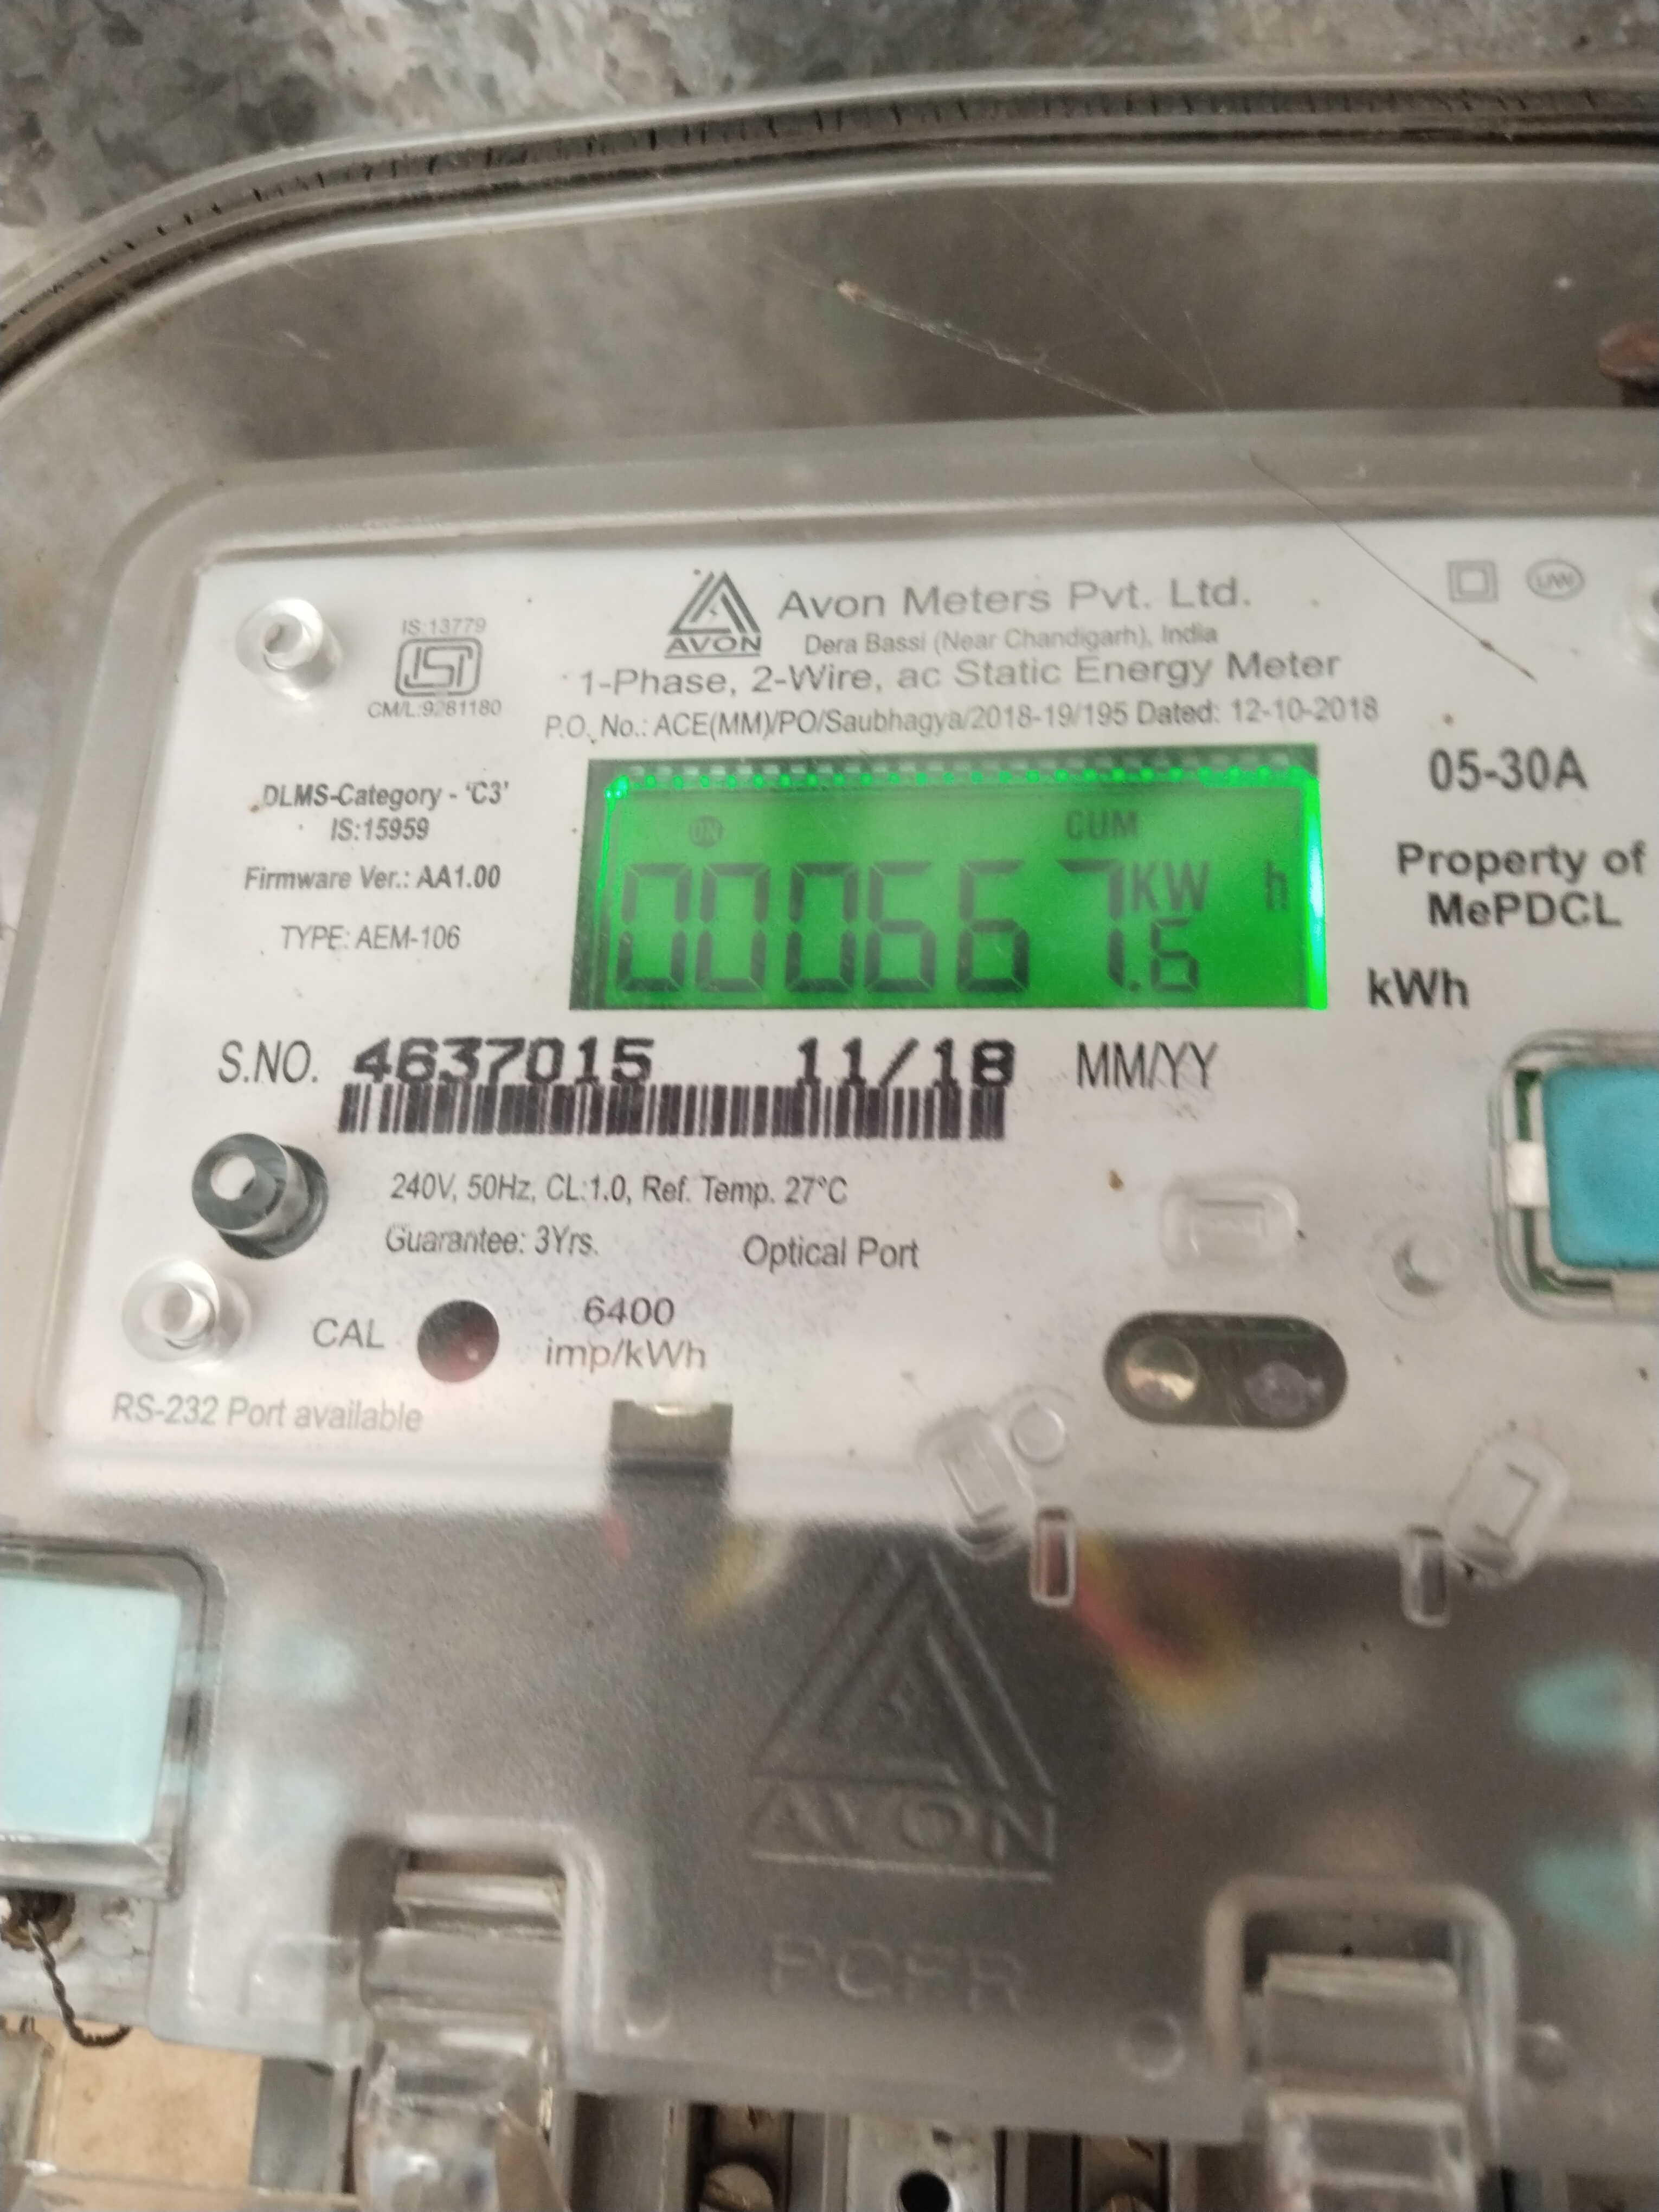 IS:13779
ISI
CM/L:9281180
AVON
Avon Meters Pvt. Ltd.
Dera Bassi (Near Chandigarh), India
1-Phase, 2-Wire, ac Static Energy Meter
P.O. No.: ACE(MM)/PO/Saubhagya/2018-19/195 Dated: 12-10-2018
DLMS-Category - 'C3'
IS:15959
Firmware Ver.: AA1.00
TYPE: AEM-106
CUM
000667.6 KW h
05-30A
Property of
MePDCL
kWh
S.NO. 4637015 11/18 MM/YY
240V, 50Hz, CL:1.0, Ref. Temp. 27°C
Guarantee: 3Yrs.
Optical Port
CAL
6400
imp/kWh
RS-232 Port available
AVON